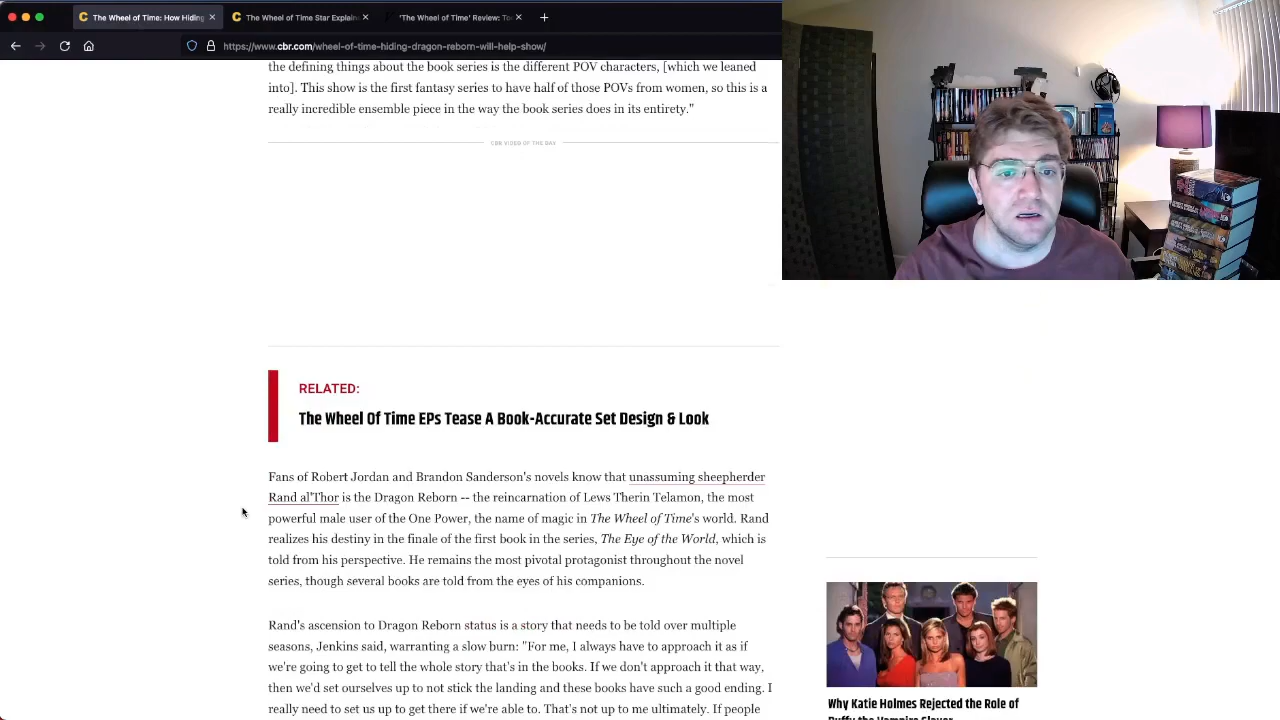 The Wheel of Time: How Hiding
The Wheel of Time Star Explain
'The Wheel of Time' Review: To
https://www.cbr.com/wheel-of-time-hiding-dragon-reborn-will-help-show/
the defining things about the book series is the different POV characters, [which we leaned
into]. This show is the first fantasy series to have half of those POVs from women, so this is a
really incredible ensemble piece in the way the book series does in its entirety."
CBR VIDEO OF THE DAY
RELATED:
The Wheel Of Time EPs Tease A Book-Accurate Set Design & Look
Fans of Robert Jordan and Brandon Sanderson's novels know that unassuming sheepherder
Rand al'Thor is the Dragon Reborn -- the reincarnation of Lews Therin Telamon, the most
powerful male user of the One Power, the name of magic in The Wheel of Time's world. Rand
realizes his destiny in the finale of the first book in the series, The Eye of the World, which is
told from his perspective. He remains the most pivotal protagonist throughout the novel
series, though several books are told from the eyes of his companions.
Rand's ascension to Dragon Reborn status is a story that needs to be told over multiple
seasons, Jenkins said, warranting a slow burn: "For me, I always have to approach it as if
we're going to get to tell the whole story that's in the books. If we don't approach it that way,
then we'd set ourselves up to not stick the landing and these books have such a good ending. I
really need to set us up to get there if we're able to. That's not up to me ultimately. If people
Why Katie Holmes Rejected the Role of
Buffy the Vampire Slayer